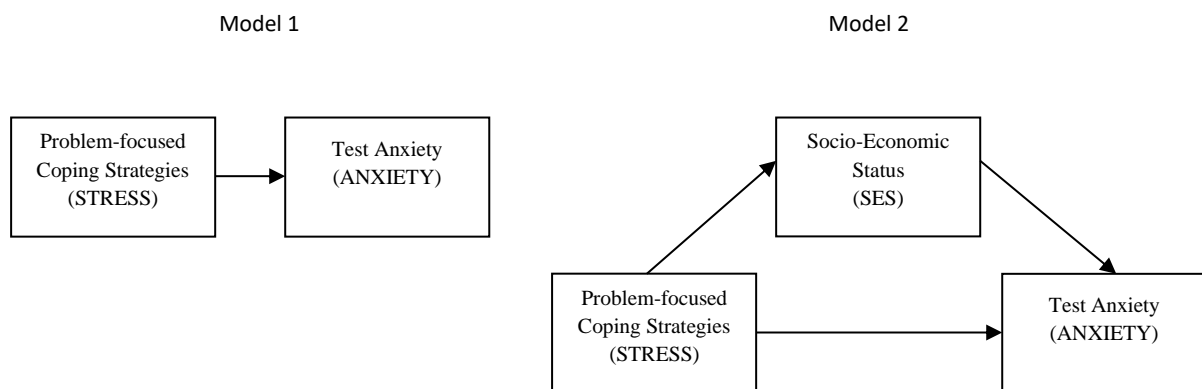 Model 1
Model 2
Problem-focused
Coping Strategies
(STRESS)
Test Anxiety
(ANXIETY)
Socio-Economic
Status
(SES)
Problem-focused
Coping Strategies
(STRESS)
Test Anxiety
(ANXIETY)